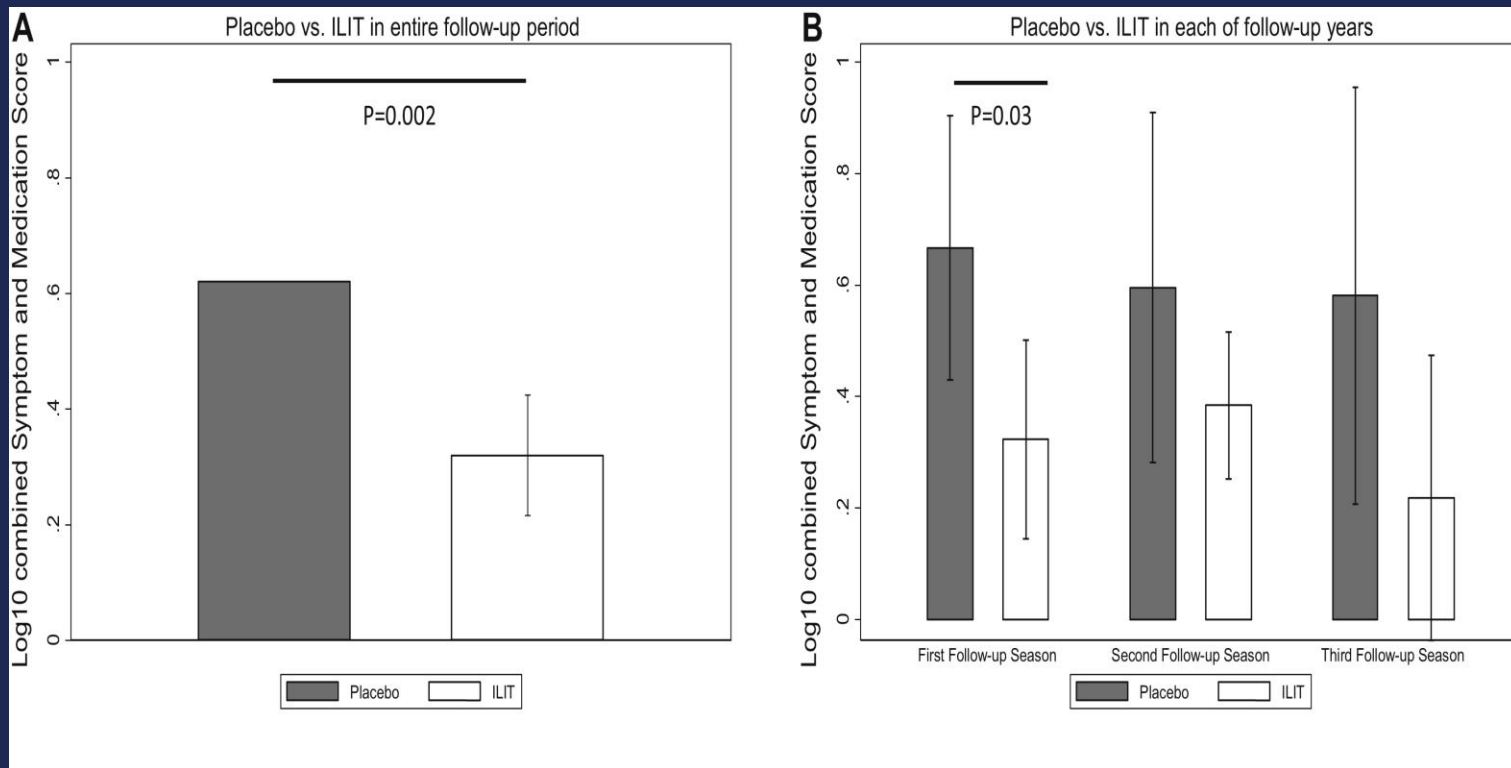 A
Placebo vs. ILIT in entire follow-up period
Log10 combined Symptom and Medication Score
1
.8
.6
.4
.2
0
P=0.002
Placebo
ILIT
B
Placebo vs. ILIT in each of follow-up years
Log10 combined Symptom and Medication Score
1
.8
.6
.4
.2
0
P=0.03
First Follow-up Season
Second Follow-up Season
Third Follow-up Season
Placebo
ILIT